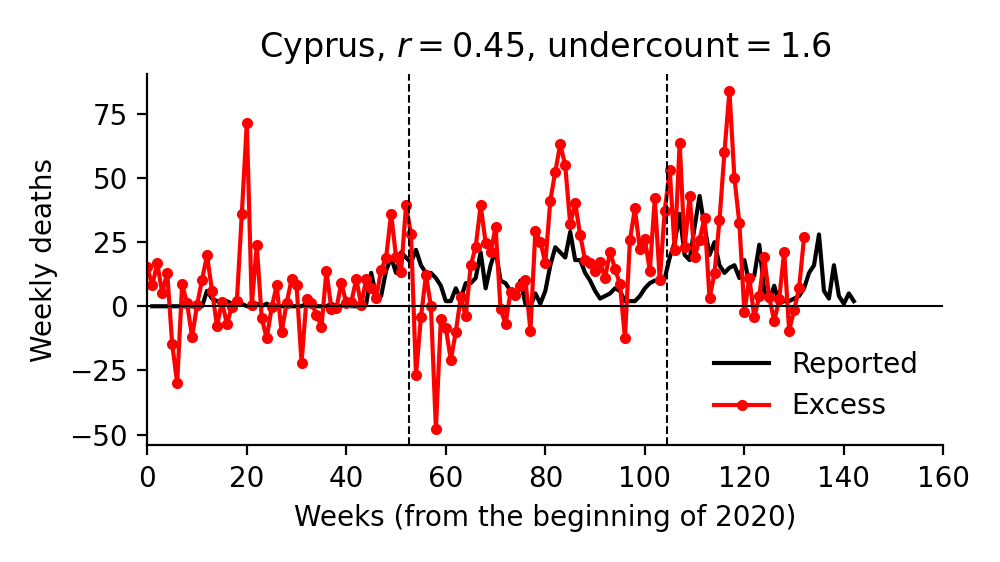 Cyprus, r = 0.45, undercount = 1.6
Weekly deaths
75
50
25
0
−25
−50
Reported
Excess
0 20 40 60 80 100 120 140 160
Weeks (from the beginning of 2020)